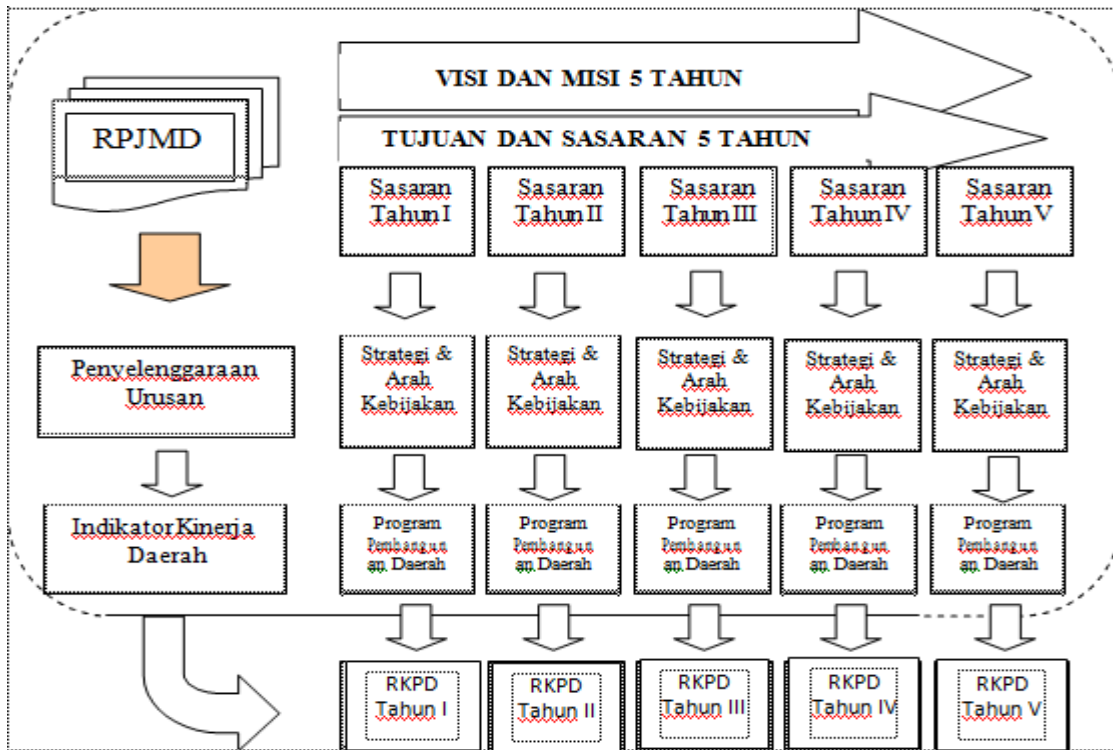 VISI DAN MISI 5 TAHUN
RPJMD
TUJUAN DAN SASARAN 5 TAHUN
Sasaran
Tahun I
Sasaran
Tahun II
Sasaran
Tahun III
Sasaran
Tahun IV
Sasaran
Tahun V
Penyelenggaraan
Urusan
Strategi &
Arah
Kebijakan
Strategi &
Arah
Kebijakan
Strategi &
Arah
Kebijakan
Strategi &
Arah
Kebijakan
Strategi &
Arah
Kebijakan
Indikator Kinerja
Daerah
Program
Pembangun
an Daerah
Program
Pembangun
an Daerah
Program
Pembangun
an Daerah
Program
Pembangun
an Daerah
Program
Pembangun
an Daerah
RKPD
Tahun I
RKPD
Tahun II
RKPD
Tahun III
RKPD
Tahun IV
RKPD
Tahun V